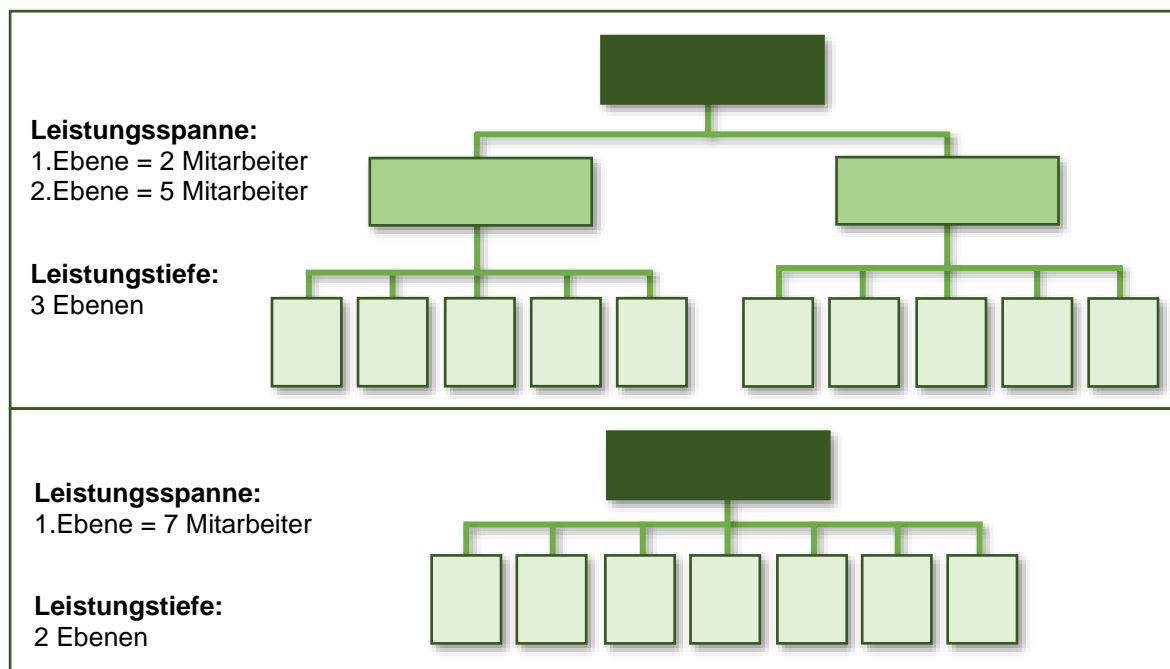 Leistungsspanne:
1.Ebene = 2 Mitarbeiter
2.Ebene = 5 Mitarbeiter
Leistungstiefe:
3 Ebenen
Leistungsspanne:
1.Ebene = 7 Mitarbeiter
Leistungstiefe:
2 Ebenen